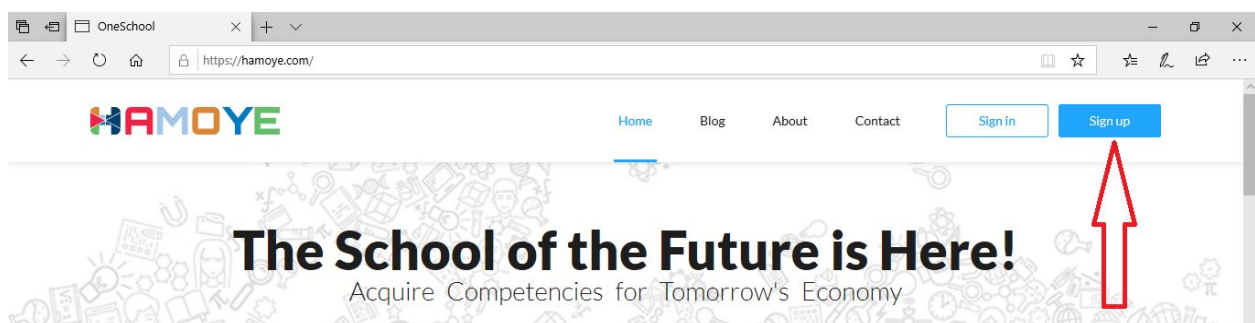 OneSchool
https://hamoye.com/
HAMOYE
Home Blog About Contact Sign in Sign up
The School of the Future is Here!
Acquire Competencies for Tomorrow's Economy